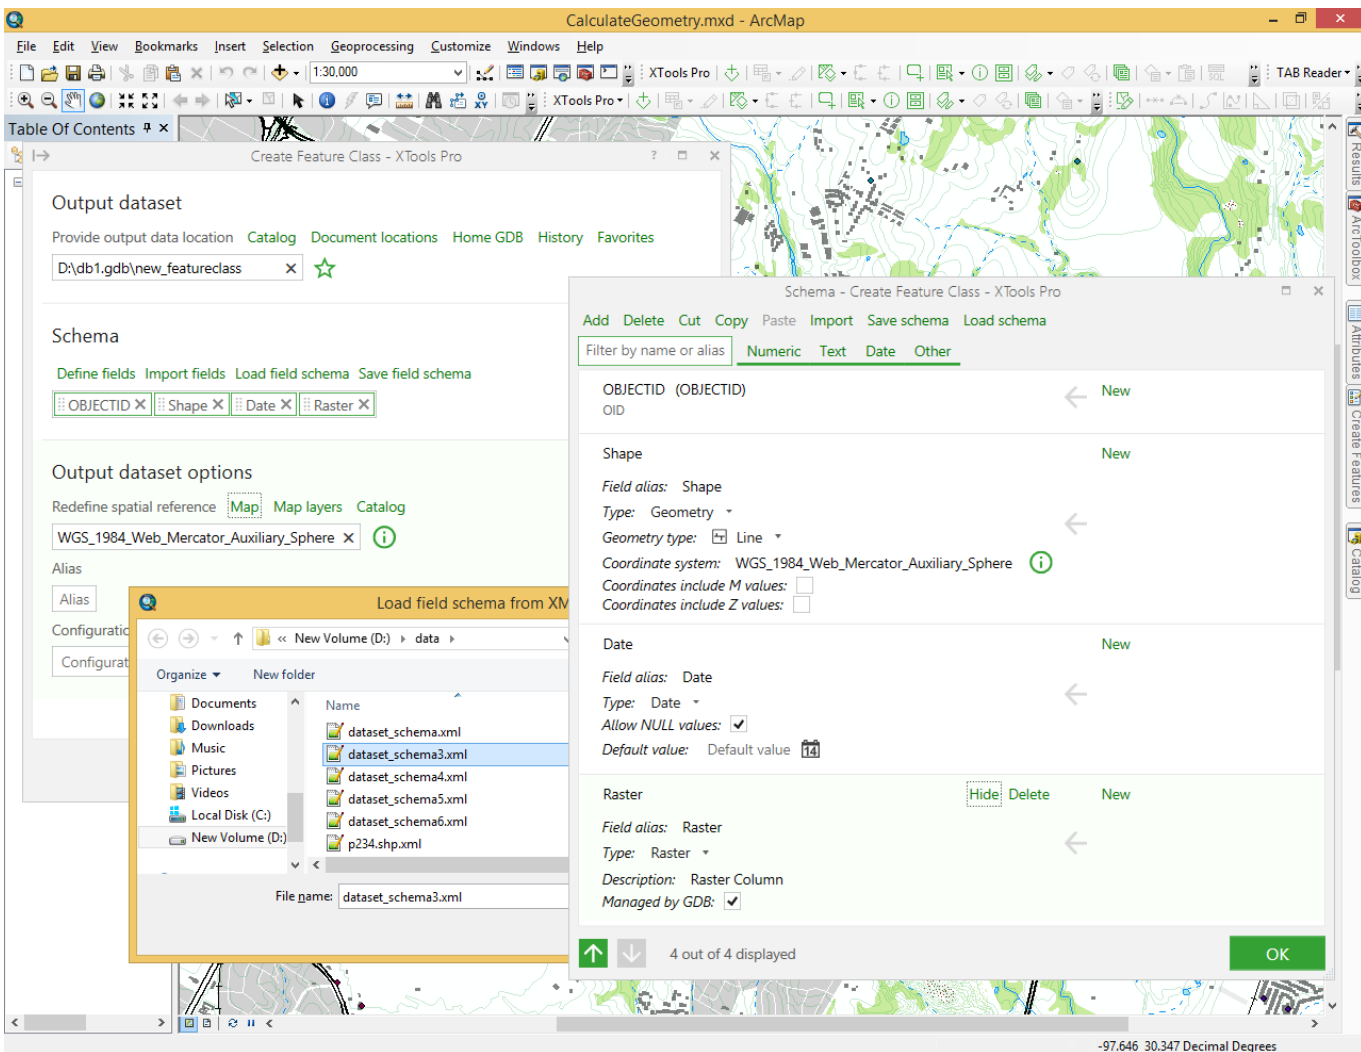 CalculateGeometry.mxd - ArcMap
File Edit View Bookmarks Insert Selection Geoprocessing Customize Windows Help
1:30,000 XTools Pro TAB Reader
XTools Pro
Table Of Contents
Create Feature Class - XTools Pro
Output dataset
Provide output data location Catalog Document locations Home GDB History Favorites
D:\db1.gdb\new_featureclass
Schema
Define fields Import fields Load field schema Save field schema
OBJECTID Shape Date Raster
Output dataset options
Redefine spatial reference Map Map layers Catalog
WGS_1984_Web_Mercator_Auxiliary_Sphere
Alias
Alias
Configuratio
Configurat
Load field schema from XM
« New Volume (D:) data
Organize New folder
Documents
Downloads
Music
Pictures
Videos
Local Disk (C:)
New Volume (D:)
Name
dataset_schema.xml
dataset_schema3.xml
dataset_schema4.xml
dataset_schema5.xml
dataset_schema6.xml
p234.shp.xml
File name: dataset_schema3.xml
Schema - Create Feature Class - XTools Pro
Add Delete Cut Copy Paste Import Save schema Load schema
Filter by name or alias Numeric Text Date Other
OBJECTID (OBJECTID) New
OID
Shape New
Field alias: Shape
Type: Geometry
Geometry type: Line
Coordinate system: WGS_1984_Web_Mercator_Auxiliary_Sphere
Coordinates include M values:
Coordinates include Z values:
Date New
Field alias: Date
Type: Date
Allow NULL values:
Default value: Default value 14
Raster Hide Delete New
Field alias: Raster
Type: Raster
Description: Raster Column
Managed by GDB:
4 out of 4 displayed OK
Results
ArcToolbox
Attributes
Create Features
Catalog
-97.646 30.347 Decimal Degrees